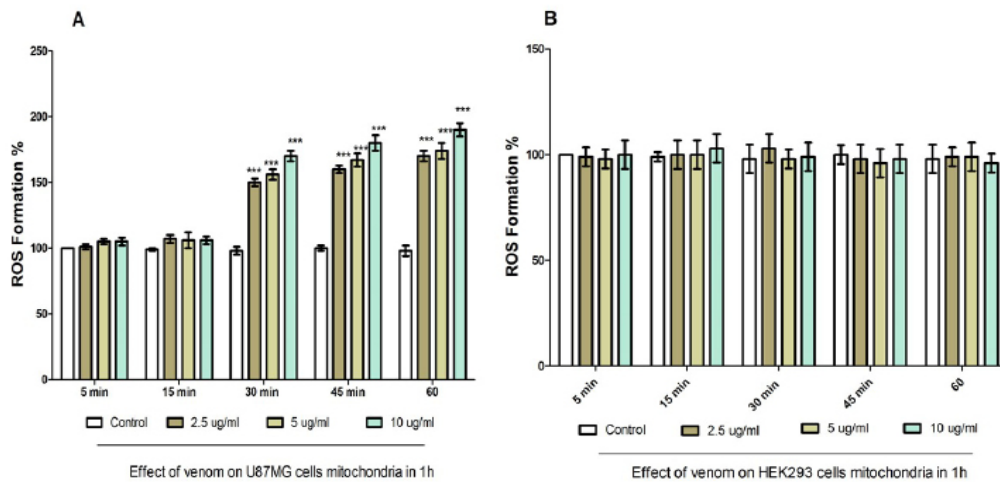 A
ROS Formation %
250
200
150
100
50
0
*** *** ***
*** *** ***
*** *** ***
5 min 15 min 30 min 45 min 60
Control 2.5 ug/ml 5 ug/ml 10 ug/ml
Effect of venom on U87MG cells mitochondria in 1h
B
ROS Formation %
150
100
50
0
5 min 15 min 30 min 45 min 60
Control 2.5 ug/ml 5 ug/ml 10 ug/ml
Effect of venom on HEK293 cells mitochondria in 1h